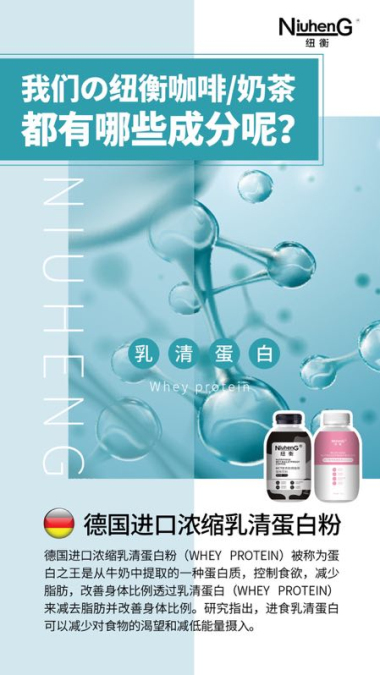 NiuhenG
纽衡
我们の纽衡咖啡/奶茶
都有哪些成分呢?
NIUHENG
乳清蛋白
Whey protein
NiuhenG
纽衡
德国进口浓缩乳清蛋白粉
德国进口浓缩乳清蛋白粉（WHEY PROTEIN）被称为蛋
白之王是从牛奶中提取的一种蛋白质，控制食欲，减少
脂肪，改善身体比例透过乳清蛋白（WHEY PROTEIN）
来减去脂肪并改善身体比例。研究指出，进食乳清蛋白
可以减少对食物的渴望和减低能量摄入。